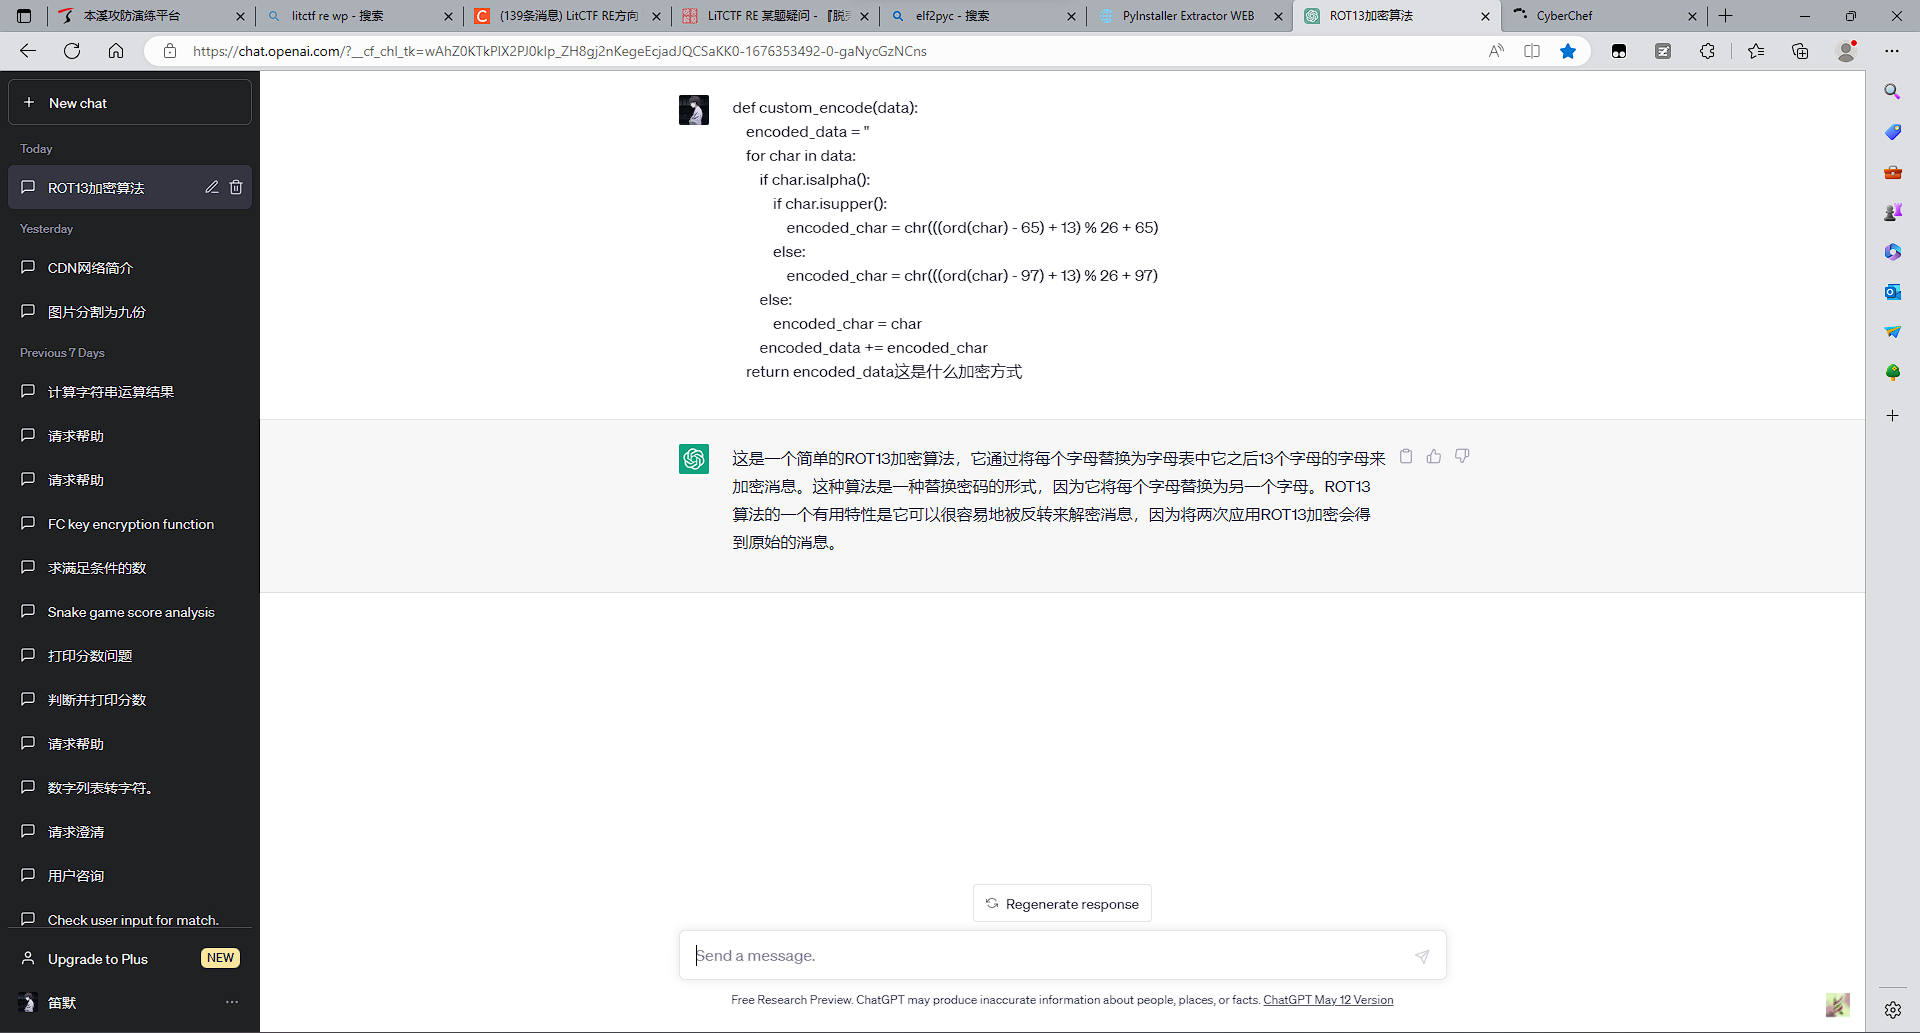 本溪攻防演练平台
litctf re wp - 搜索
(139条消息) LitCTF RE方向
LiTCTF RE 某题疑问 - 『脱壳
elf2pyc - 搜索
PyInstaller Extractor WEB
ROT13加密算法
CyberChef
https://chat.openai.com/?__cf_chl_tk=wAhZ0KTkPlX2PJ0kIp_ZH8gj2nKegeEcjadJQCSaKK0-1676353492-0-gaNycGzNCns
New chat
Today
ROT13加密算法
Yesterday
CDN网络简介
图片分割为九份
Previous 7 Days
计算字符串运算结果
请求帮助
请求帮助
FC key encryption function
求满足条件的数
Snake game score analysis
打印分数问题
判断并打印分数
请求帮助
数字列表转字符。
请求澄清
用户咨询
Check user input for match.
Upgrade to Plus
NEW
笛默
def custom_encode(data):
encoded_data = ''
for char in data:
if char.isalpha():
if char.isupper():
encoded_char = chr(((ord(char) - 65) + 13) % 26 + 65)
else:
encoded_char = chr(((ord(char) - 97) + 13) % 26 + 97)
else:
encoded_char = char
encoded_data += encoded_char
return encoded_data这是什么加密方式
这是一个简单的ROT13加密算法，它通过将每个字母替换为字母表中它之后13个字母的字母来
加密消息。这种算法是一种替换密码的形式，因为它将每个字母替换为另一个字母。ROT13
算法的一个有用特性是它可以很容易地被反转来解密消息，因为将两次应用ROT13加密会得
到原始的消息。
Regenerate response
Send a message.
Free Research Preview. ChatGPT may produce inaccurate information about people, places, or facts. ChatGPT May 12 Version